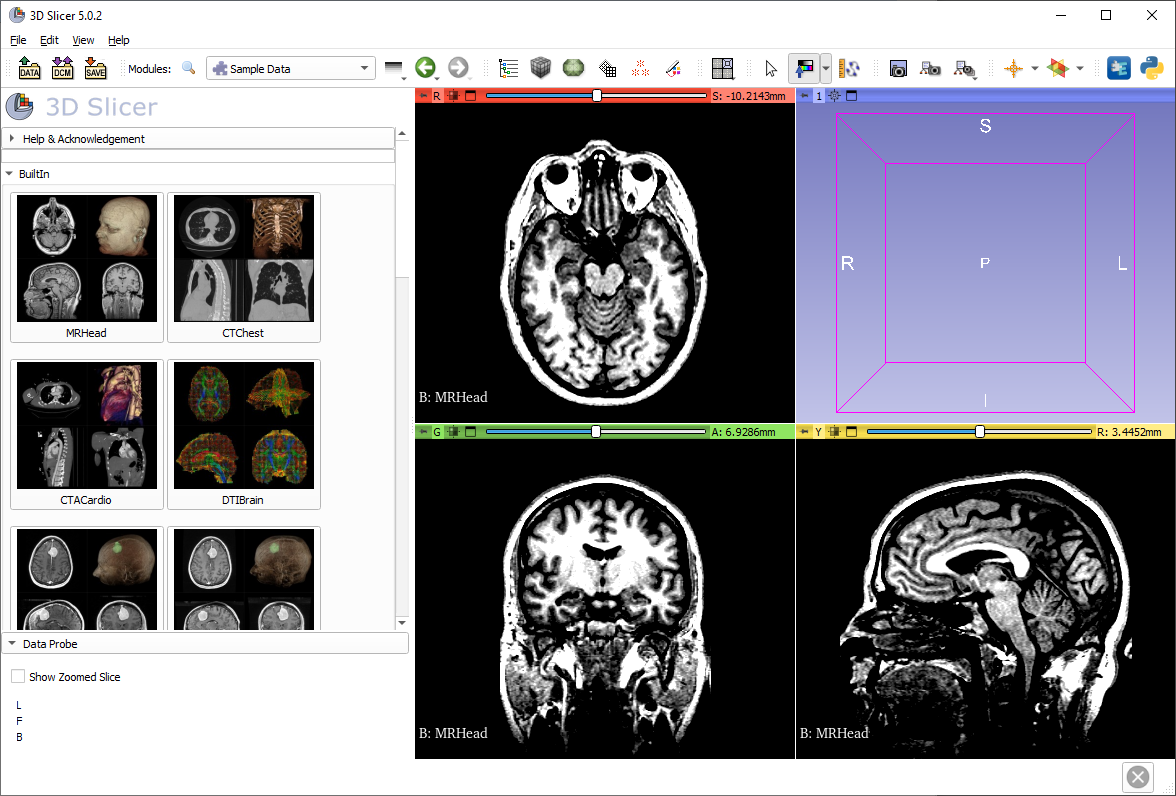 3D Slicer 5.0.2
File Edit View Help
DATA DCM SAVE Modules: Sample Data
3D Slicer
Help & Acknowledgement
BuiltIn
MRHead
CTChest
CTACardio
DTIBrain
Data Probe
Show Zoomed Slice
L
F
B
R S: -10.2143mm
B: MRHead
1
S
R P L
I
G A: 6.9286mm
B: MRHead
Y R: 3.4452mm
B: MRHead